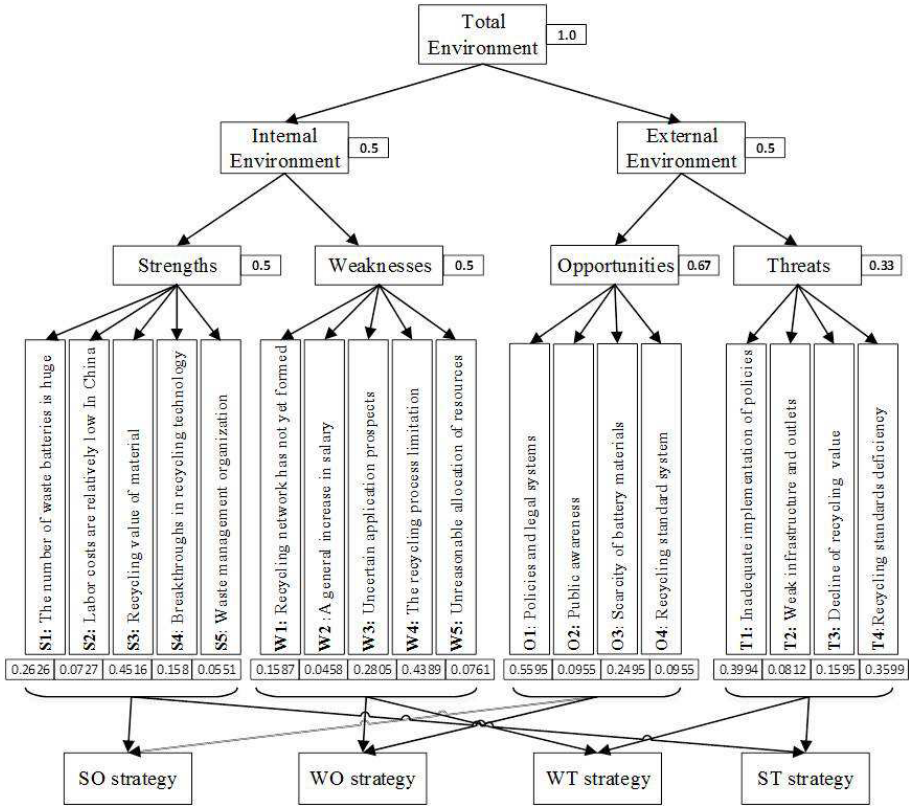 Total
Environment
1.0
Internal
Environment
0.5
External
Environment
0.5
Strengths
0.5
Weaknesses
0.5
Opportunities
0.67
Threats
0.33
S1: The number of waste batteries is huge
S2: Labor costs are relatively low In China
S3: Recycling value of material
S4: Breakthroughs in recycling technology
S5: Waste management organization
W1: Recycling network has not yet formed
W2 : A general increase in salary
W3: Uncertain application prospects
W4: The recycling process limitation
W5: Unreasonable allocation of resources
O1: Policies and legal systems
O2: Public awareness
O3: Scarcity of battery materials
O4: Recycling standard system
T1: Inadequate implementation of policies
T2: Weak infrastructure and outlets
T3: Decline of recycling value
T4:Recycling standards deficiency
0.2626 0.0727 0.4516 0.158 0.0551
0.1587 0.0458 0.2805 0.4389 0.0761
0.5595 0.0955 0.2495 0.0955
0.3994 0.0812 0.1595 0.3599
SO strategy
WO strategy
WT strategy
ST strategy